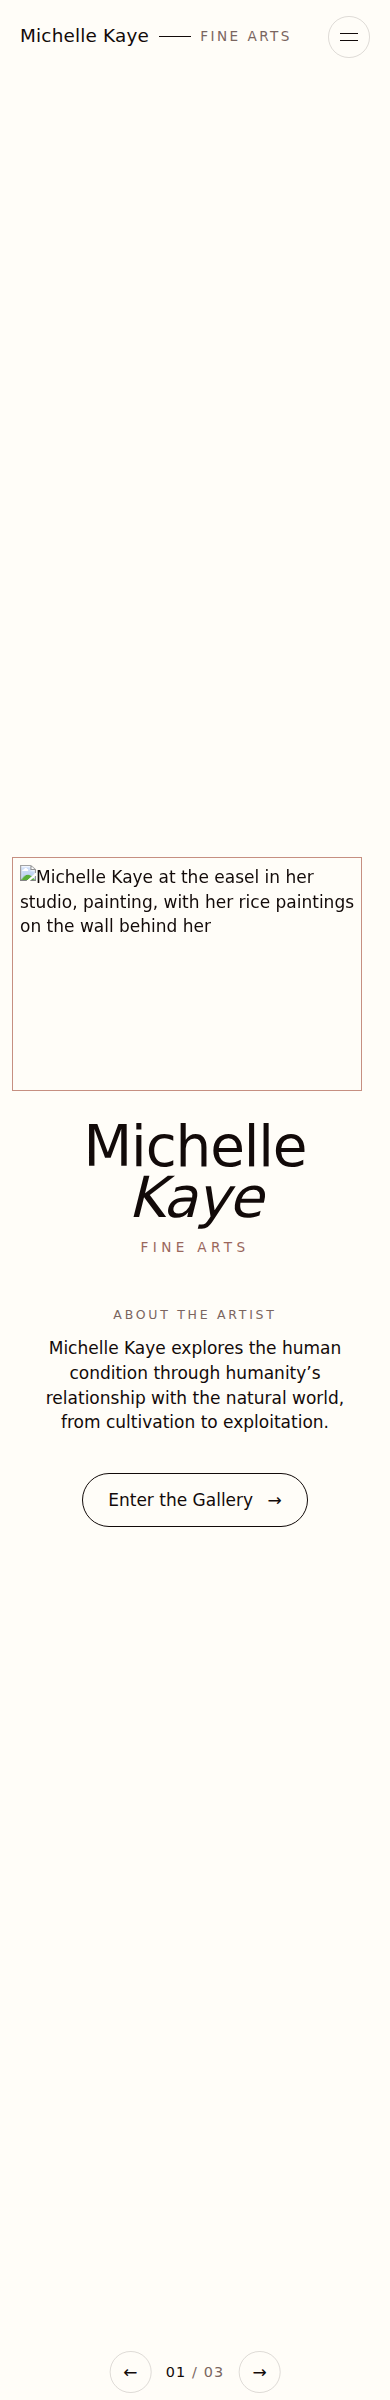 Michelle Kaye — FINE ARTS
Michelle Kaye at the easel in her
studio, painting, with her rice paintings
on the wall behind her
Michelle
Kaye
FINE ARTS
ABOUT THE ARTIST
Michelle Kaye explores the human
condition through humanity’s
relationship with the natural world,
from cultivation to exploitation.
Enter the Gallery →
← 01 / 03 →